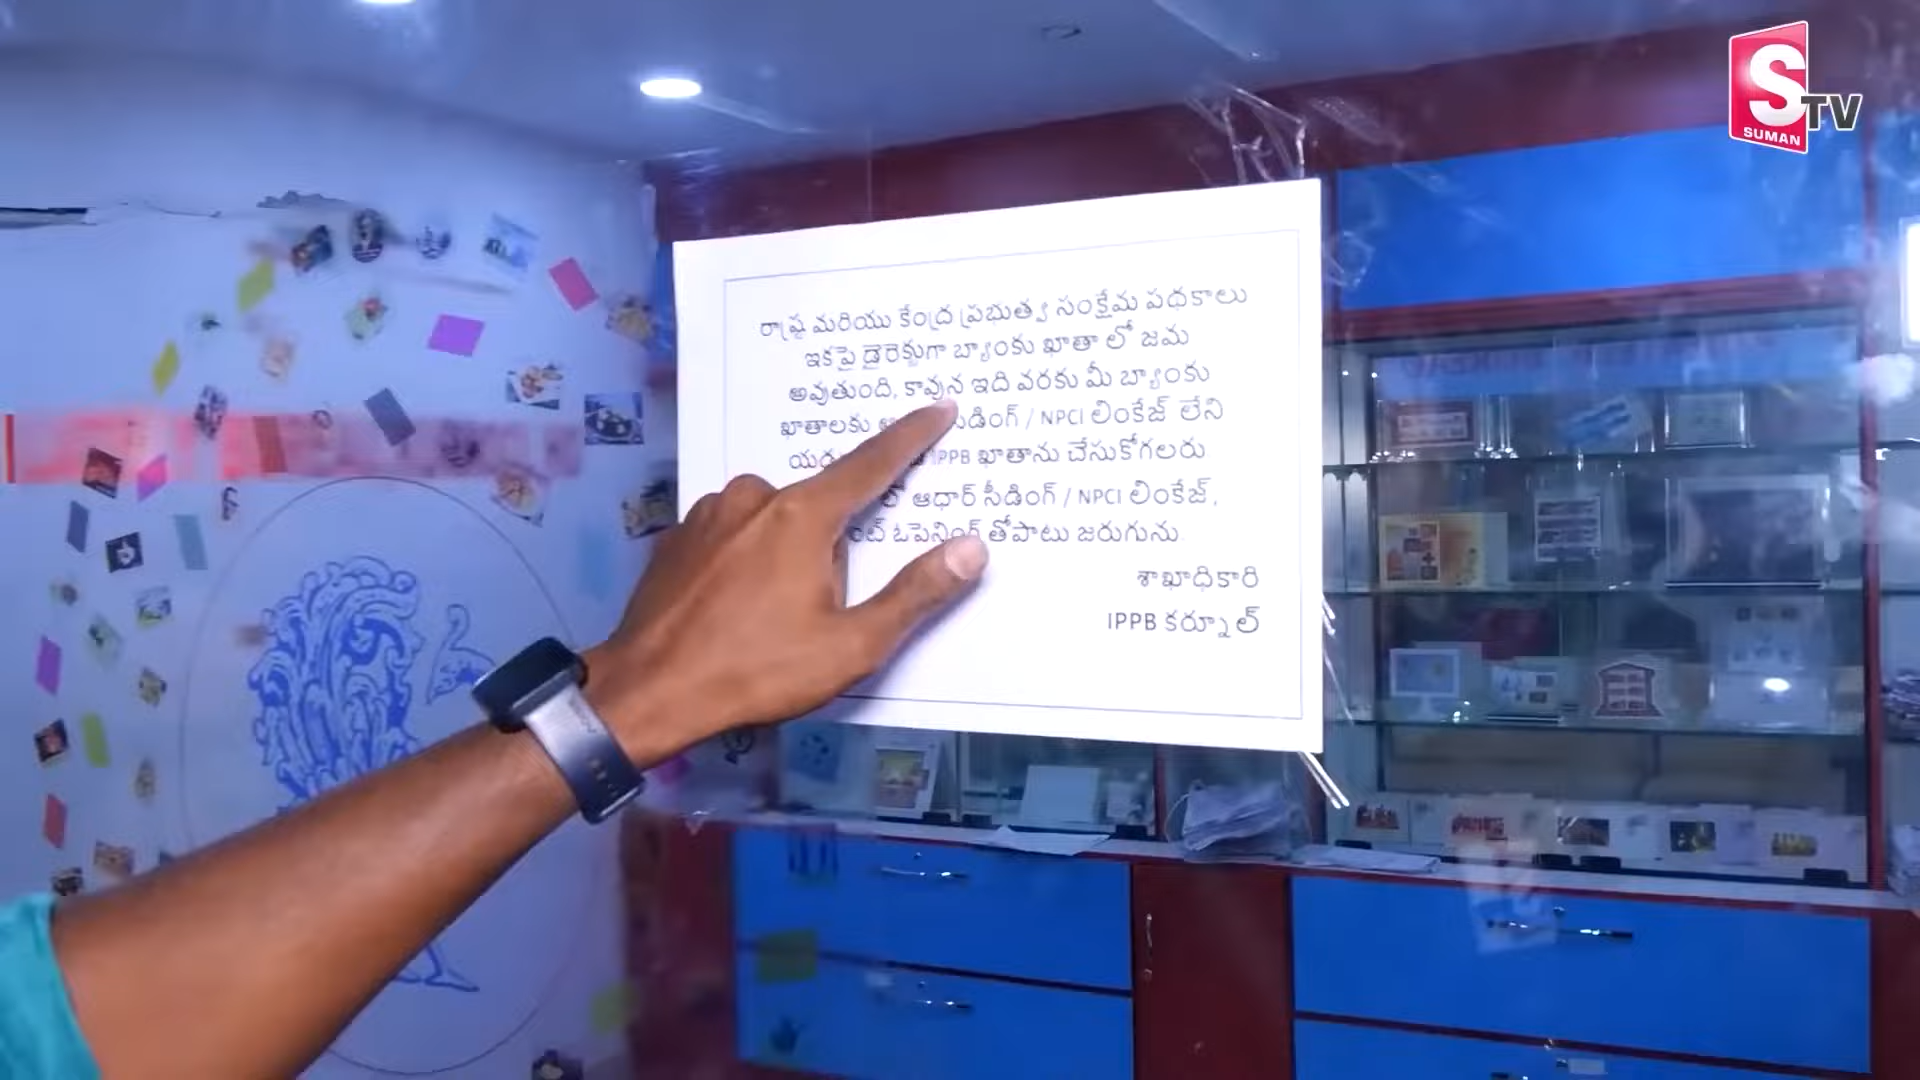 రాష్ట్ర మరియు కేంద్ర ప్రభుత్వ సంక్షేమ పథకాలు
ఇకపై డైరెక్టుగా బ్యాంకు ఖాతా లో జమ
అవుతుంది, కావున ఇది వరకు మీ బ్యాంకు
ఖాతాలకు సీడింగ్ / NPCI లింకేజ్ లేని
IPPB ఖాతాను చేసుకోగలరు
ఆధార్ సీడింగ్ / NPCI లింకేజ్,
ఓపెనింగ్ తోపాటు జరుగును.
శాఖాధికారి
IPPB కర్నూల్
S TV
SUMAN